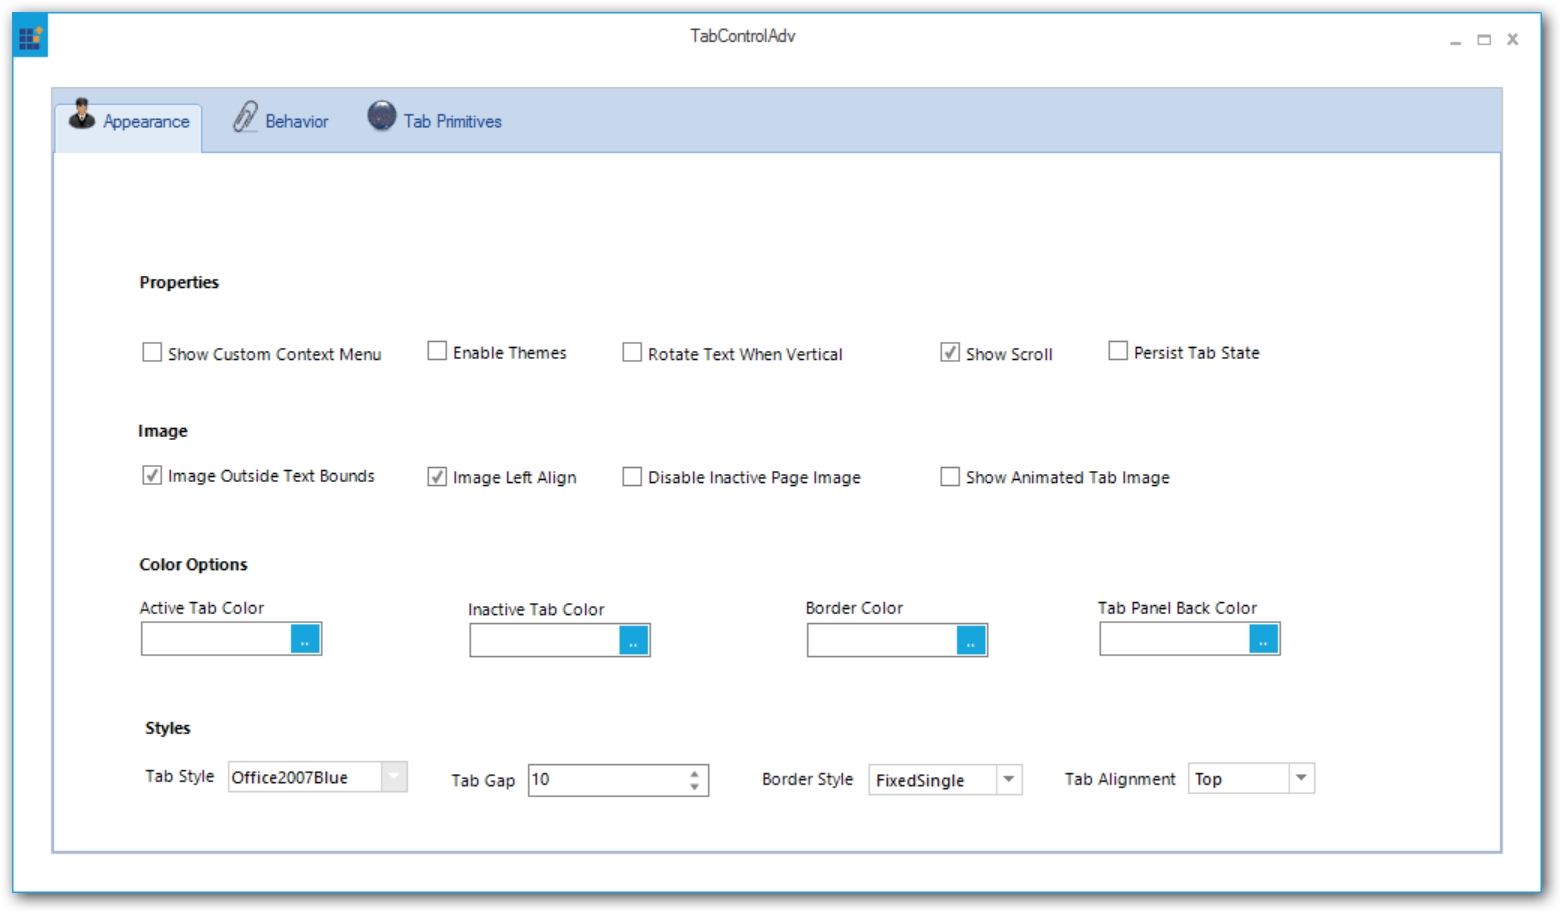 TabControlAdv
Appearance Behavior Tab Primitives
Properties
Show Custom Context Menu Enable Themes Rotate Text When Vertical Show Scroll Persist Tab State
Image
Image Outside Text Bounds Image Left Align Disable Inactive Page Image Show Animated Tab Image
Color Options
Active Tab Color Inactive Tab Color Border Color Tab Panel Back Color
.. .. .. ..
Styles
Tab Style Office2007Blue Tab Gap 10 Border Style FixedSingle Tab Alignment Top